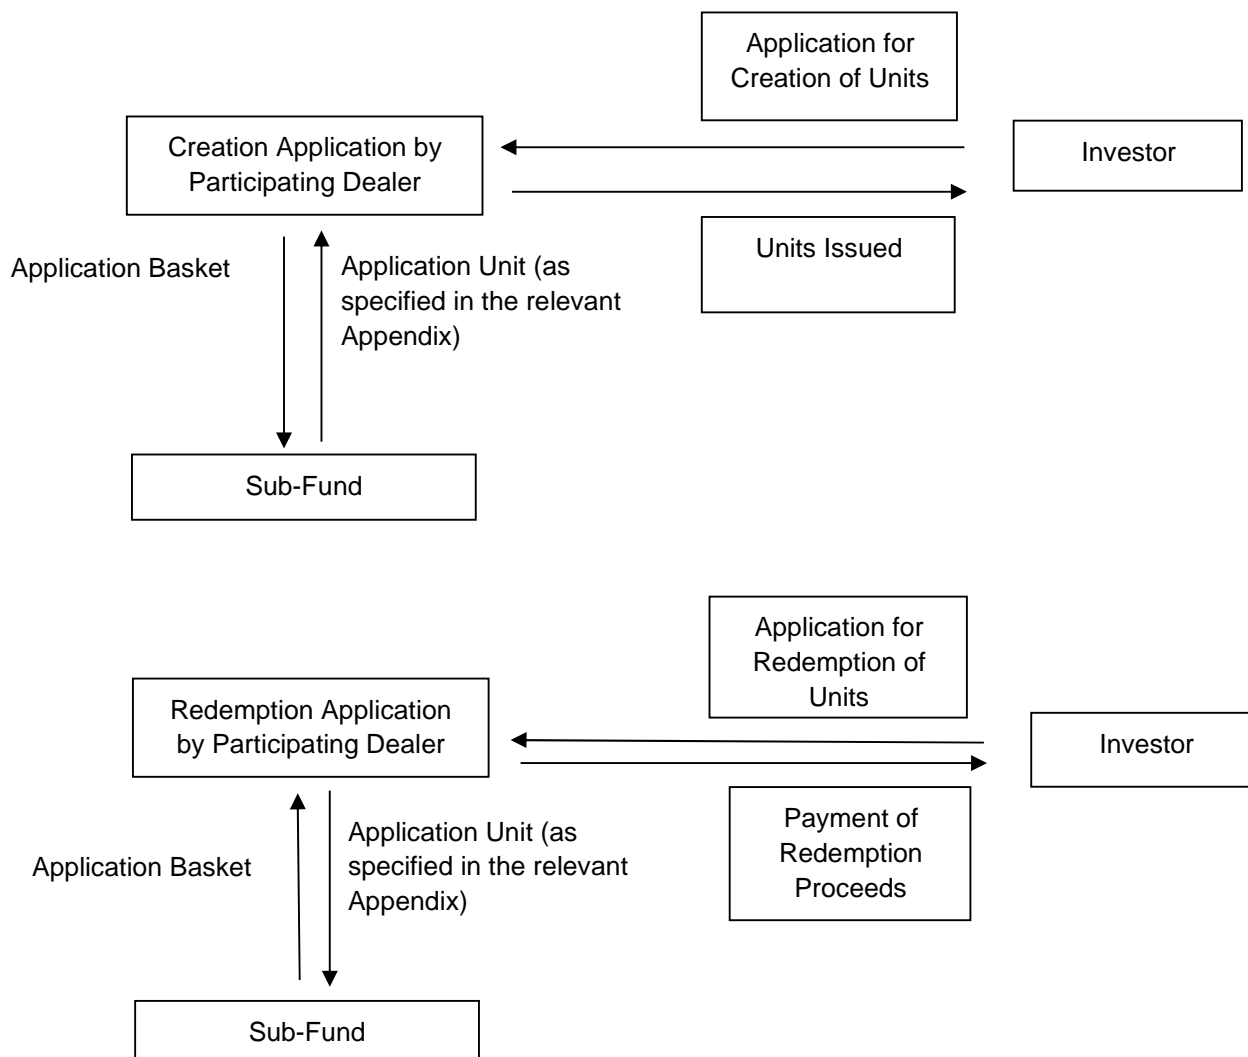 Application for
Creation of Units
Creation Application by
Participating Dealer
Investor
Units Issued
Application Basket
Application Unit (as
specified in the relevant
Appendix)
Sub-Fund
Application for
Redemption of
Units
Redemption Application
by Participating Dealer
Investor
Payment of
Redemption
Proceeds
Application Basket
Application Unit (as
specified in the relevant
Appendix)
Sub-Fund